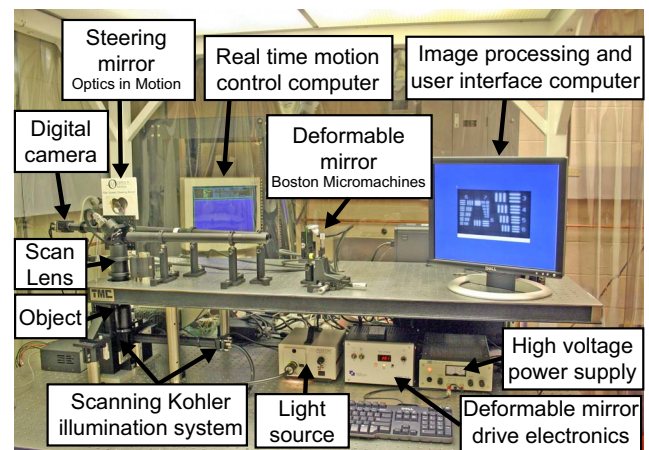 Steering
mirror
Optics in Motion
Real time motion
control computer
Image processing and
user interface computer
Digital
camera
Deformable
mirror
Boston Micromachines
Scan
Lens
TMC
DELL
Object
High voltage
power supply
Scanning Kohler
illumination system
Light
source
Deformable mirror
drive electronics